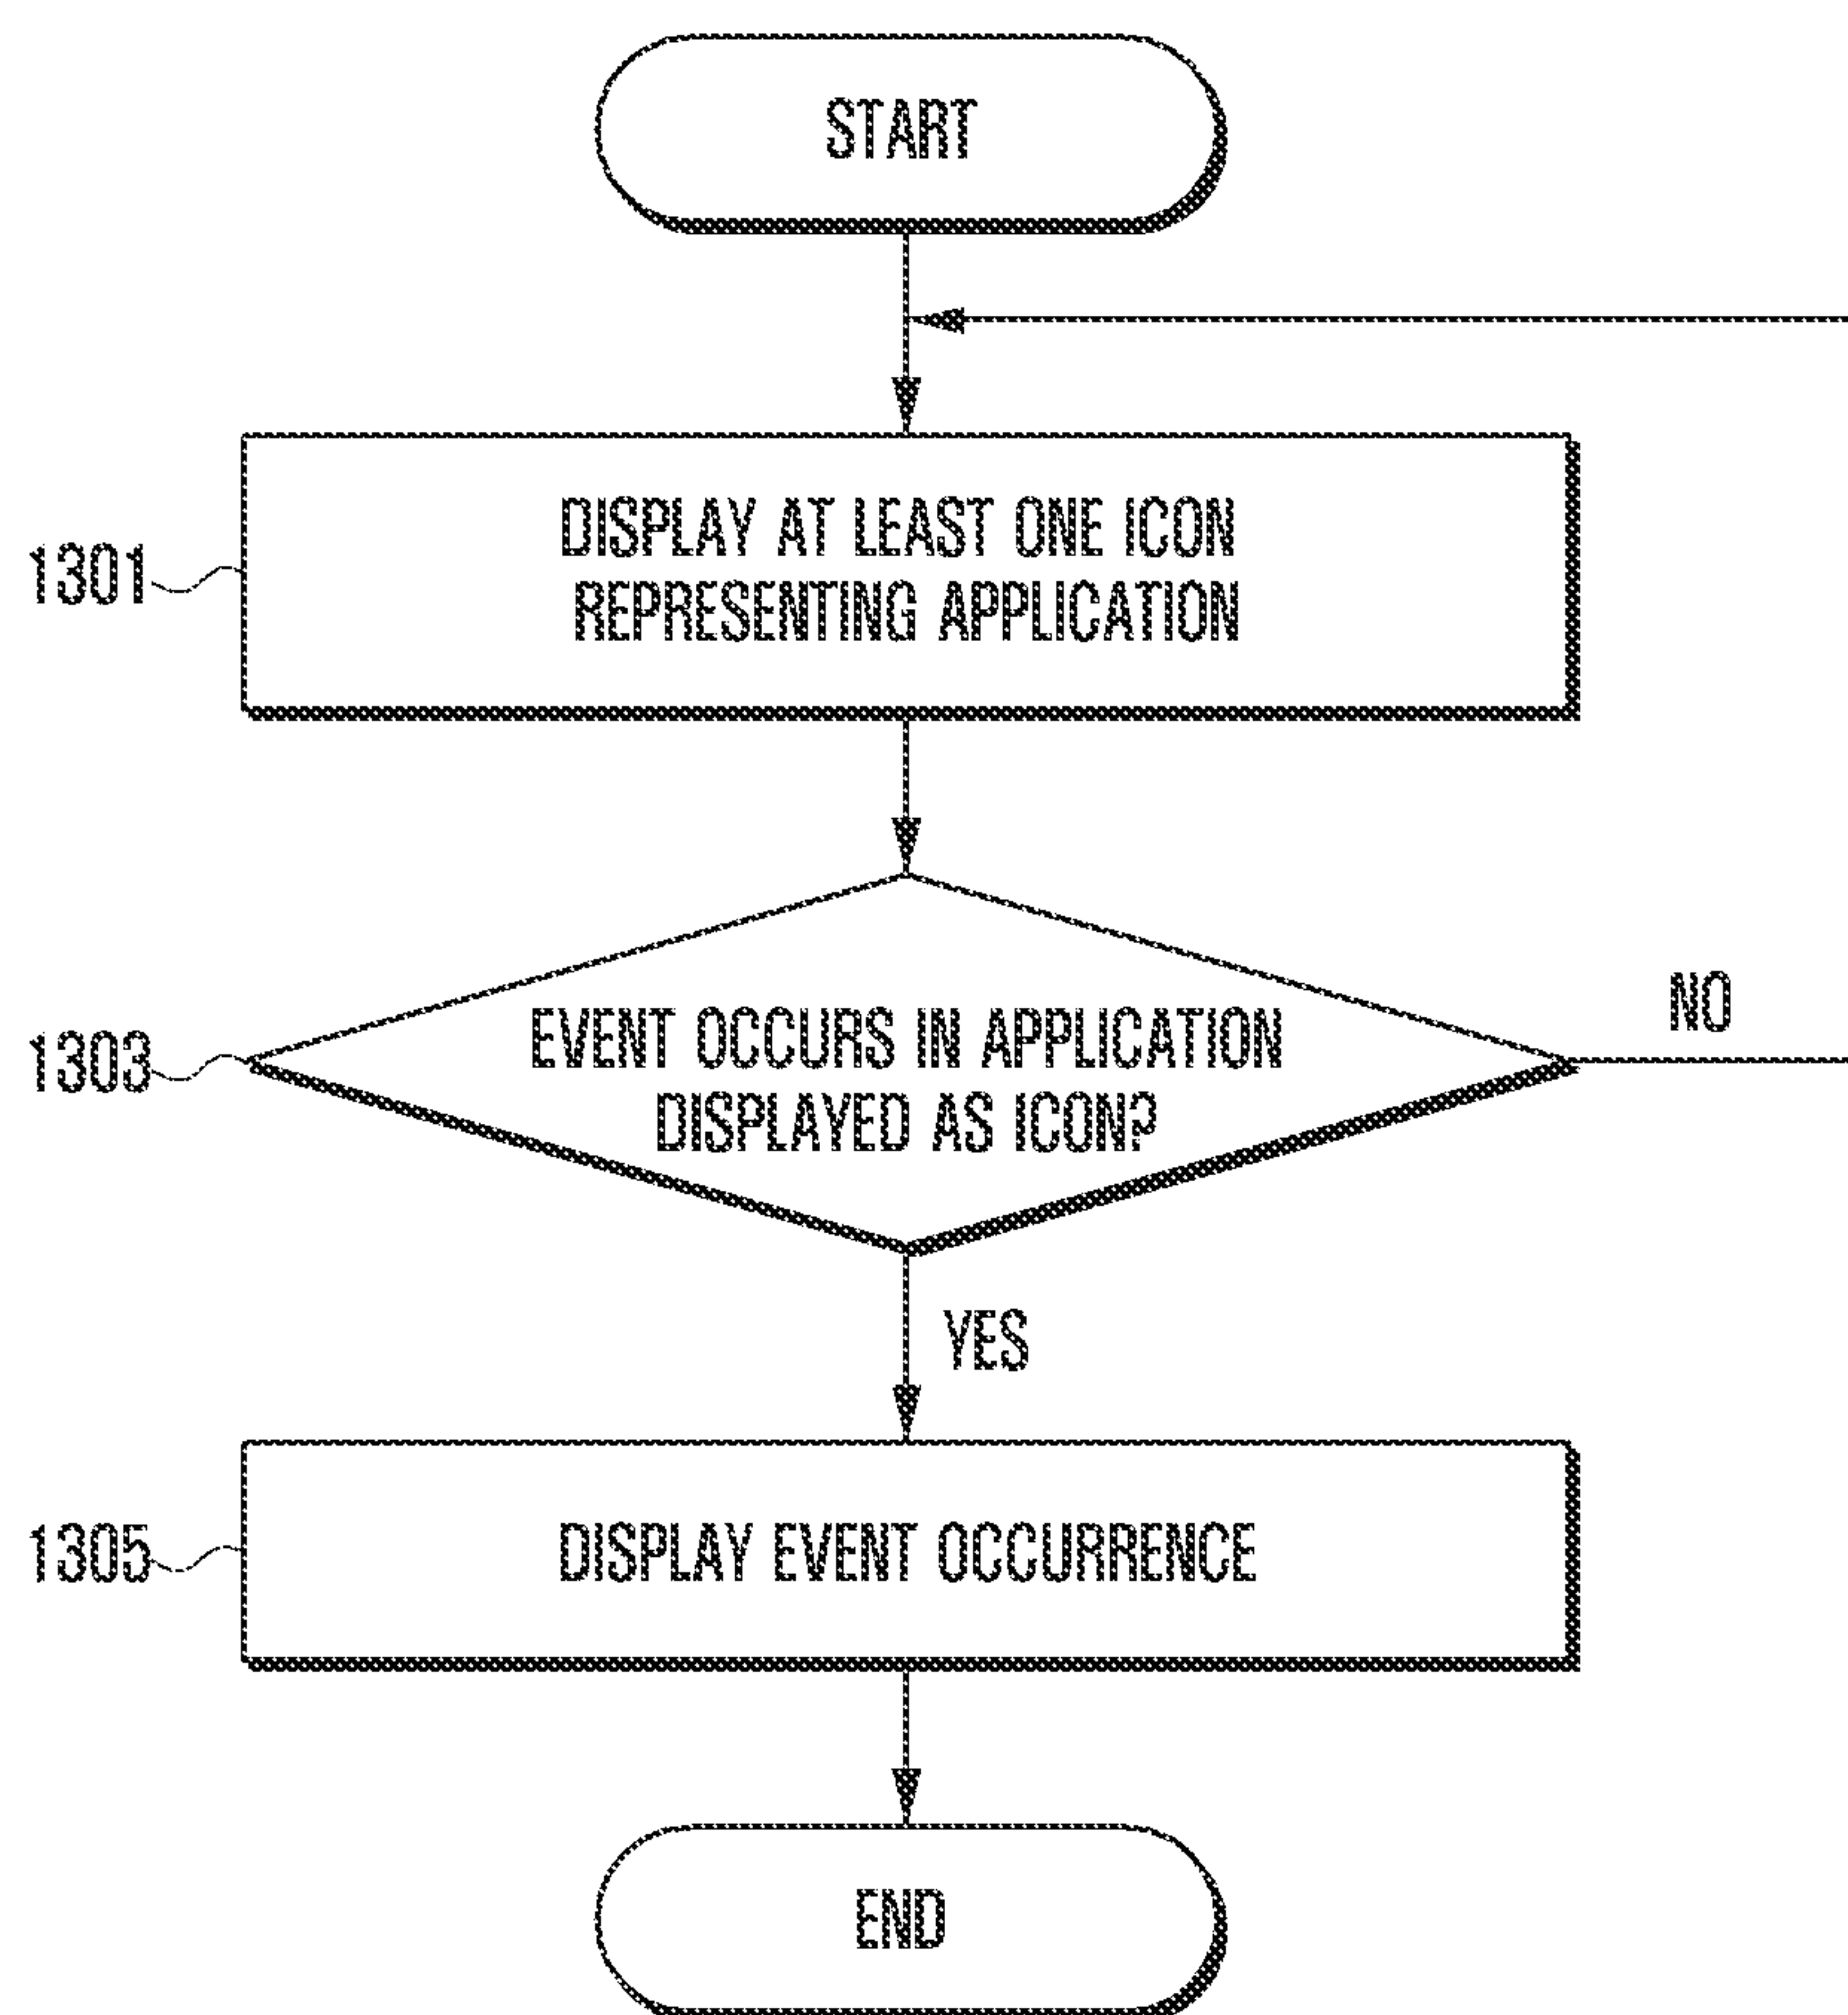 START
1301
DISPLAY AT LEAST ONE ICON
REPRESENTING APPLICATION
1303
EVENT OCCURS IN APPLICATION
DISPLAYED AS ICON?
NO
YES
1305
DISPLAY EVENT OCCURRENCE
END